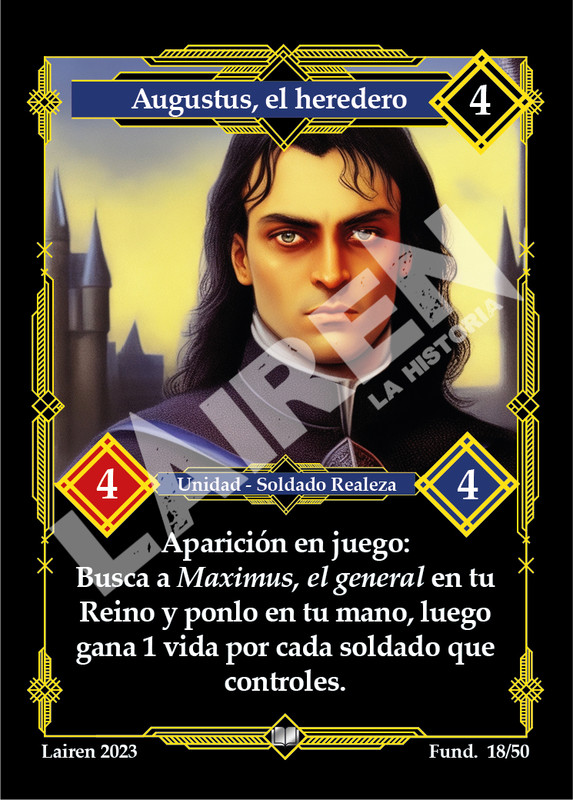 Augustus, el heredero
4
LAIREN
LA HISTORIA
4
Unidad - Soldado Realeza
4
Aparición en juego:
Busca a Maximus, el general en tu
Reino y ponlo en tu mano, luego
gana 1 vida por cada soldado que
controles.
Lairen 2023
Fund. 18/50